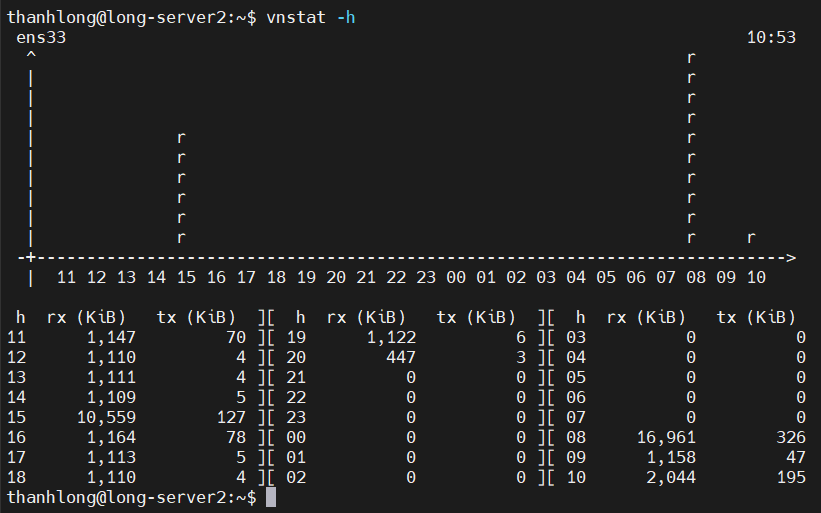 thanhlong@long-server2:~$ vnstat -h
 ens33                                                                  10:53
  ^                                                                 r
  |                                                                 r
  |                                                                 r
  |                                                                 r
  |              r                                                  r
  |              r                                                  r
  |              r                                                  r
  |              r                                                  r
  |              r                                                  r
  |              r                                                  r     r
 -+--------------------------------------------------------------------------->
  |  11 12 13 14 15 16 17 18 19 20 21 22 23 00 01 02 03 04 05 06 07 08 09 10

 h  rx (KiB)   tx (KiB)  ][  h  rx (KiB)   tx (KiB)  ][  h  rx (KiB)   tx (KiB)
11      1,147         70 ][ 19      1,122          6 ][ 03          0          0
12      1,110          4 ][ 20        447          3 ][ 04          0          0
13      1,111          4 ][ 21          0          0 ][ 05          0          0
14      1,109          5 ][ 22          0          0 ][ 06          0          0
15     10,559        127 ][ 23          0          0 ][ 07          0          0
16      1,164         78 ][ 00          0          0 ][ 08     16,961        326
17      1,113          5 ][ 01          0          0 ][ 09      1,158         47
18      1,110          4 ][ 02          0          0 ][ 10      2,044        195
thanhlong@long-server2:~$